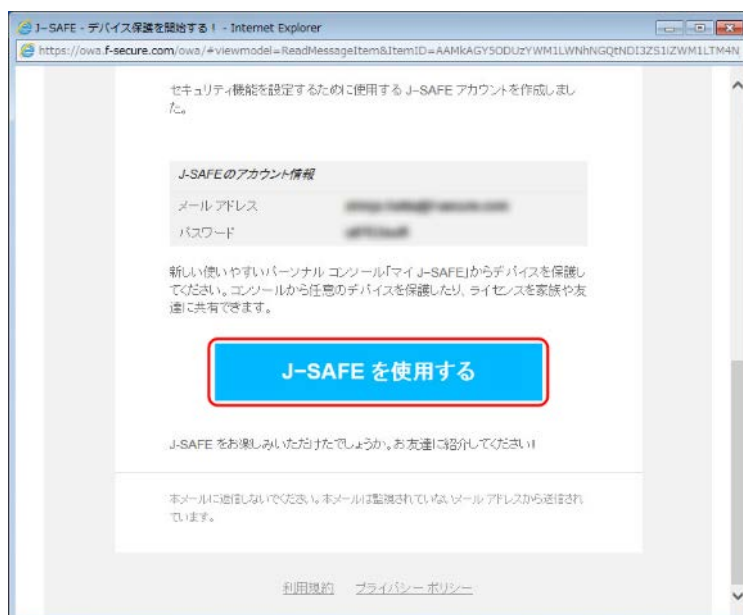 J-SAFE - デバイス保護を開始する! - Internet Explorer
https://owa.f-secure.com/owa/#viewmodel=ReadMessageItem&ItemID=
セキュリティ機能を設定するために使用する J-SAFE アカウントを作成しまし
た。
J-SAFEのアカウント情報
メール アドレス
パスワード
新しい使いやすいパーソナル コンソール「マイ J-SAFE」からデバイスを保護し
てください。コンソールから任意のデバイスを保護したり、ライセンスを家族や友
達に共有できます。
J-SAFE を使用する
J-SAFE をお楽しみいただけたでしょうか。お友達に紹介してください!
本メールに返信しないでください。本メールは監視されていないメール アドレスから送信され
ています。
利用規約 プライバシー ポリシー